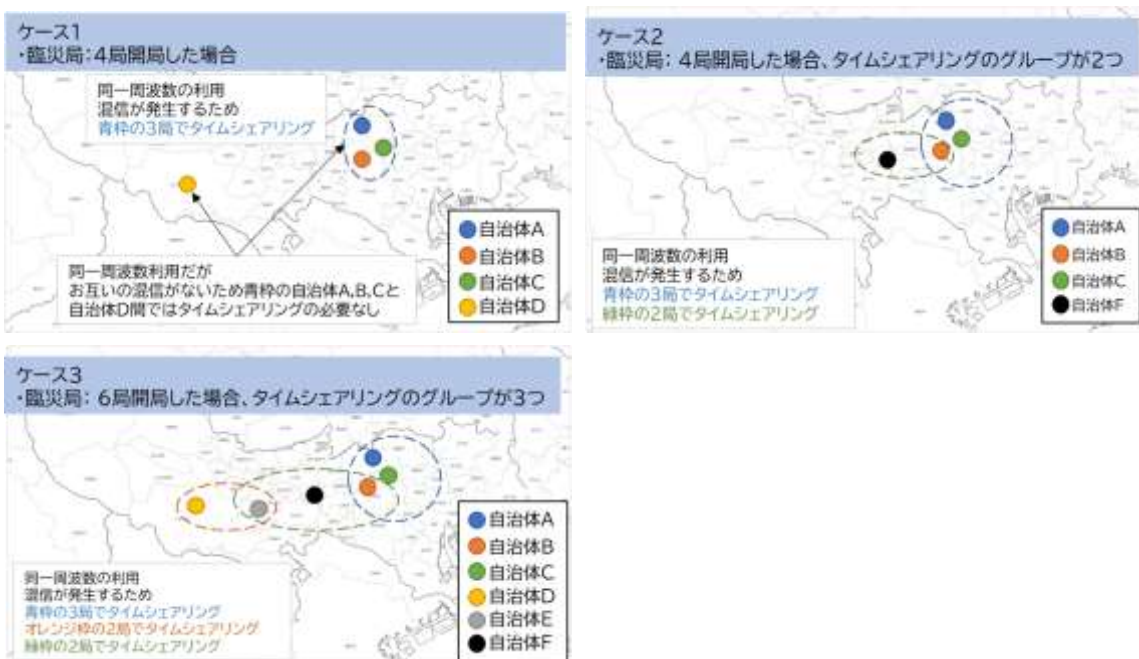 ケース1
・臨災局：4局開局した場合
同一周波数の利用
混信が発生するため
青枠の3局でタイムシェアリング
同一周波数利用だが
お互いの混信がないため青枠の自治体A,B,Cと
自治体D間ではタイムシェアリングの必要なし
自治体A
自治体B
自治体C
自治体D
ケース2
・臨災局： 4局開局した場合、タイムシェアリングのグループが2つ
同一周波数の利用
混信が発生するため
青枠の3局でタイムシェアリング
緑枠の2局でタイムシェアリング
自治体A
自治体B
自治体C
自治体F
ケース3
・臨災局： 6局開局した場合、タイムシェアリングのグループが3つ
同一周波数の利用
混信が発生するため
青枠の3局でタイムシェアリング
オレンジ枠の2局でタイムシェアリング
緑枠の2局でタイムシェアリング
自治体A
自治体B
自治体C
自治体D
自治体E
自治体F